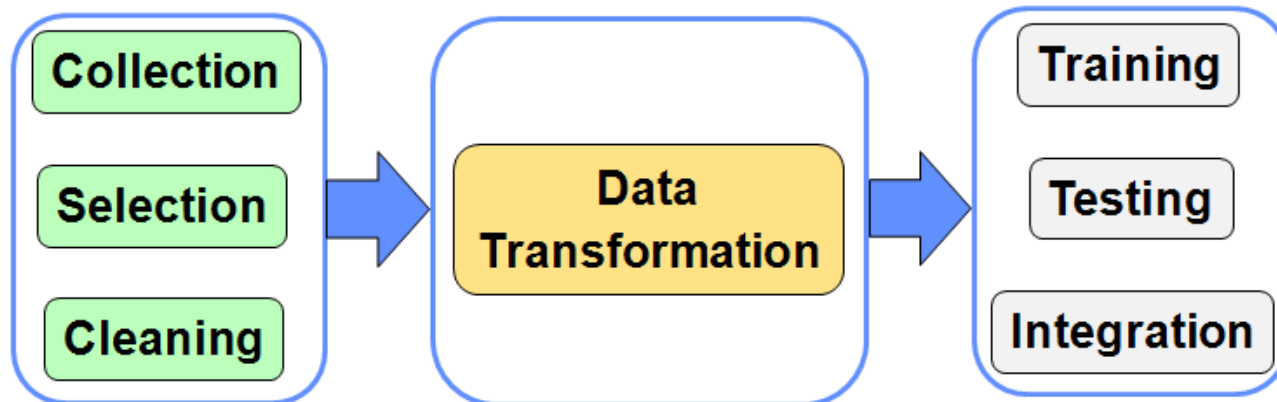 Collection
Selection
Cleaning
Data
Transformation
Training
Testing
Integration